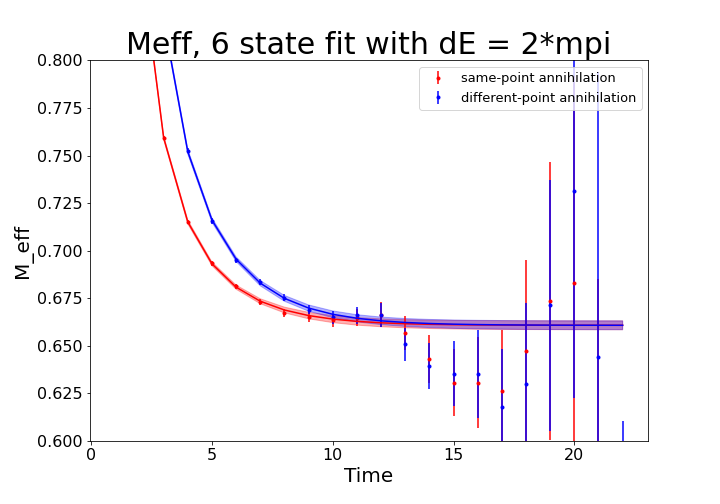 Meff, 6 state fit with dE = 2*mpi
same-point annihilation
different-point annihilation
0.800
0.775
0.750
0.725
0.700
0.675
0.650
0.625
0.600
M_eff
0
5
10
15
20
Time